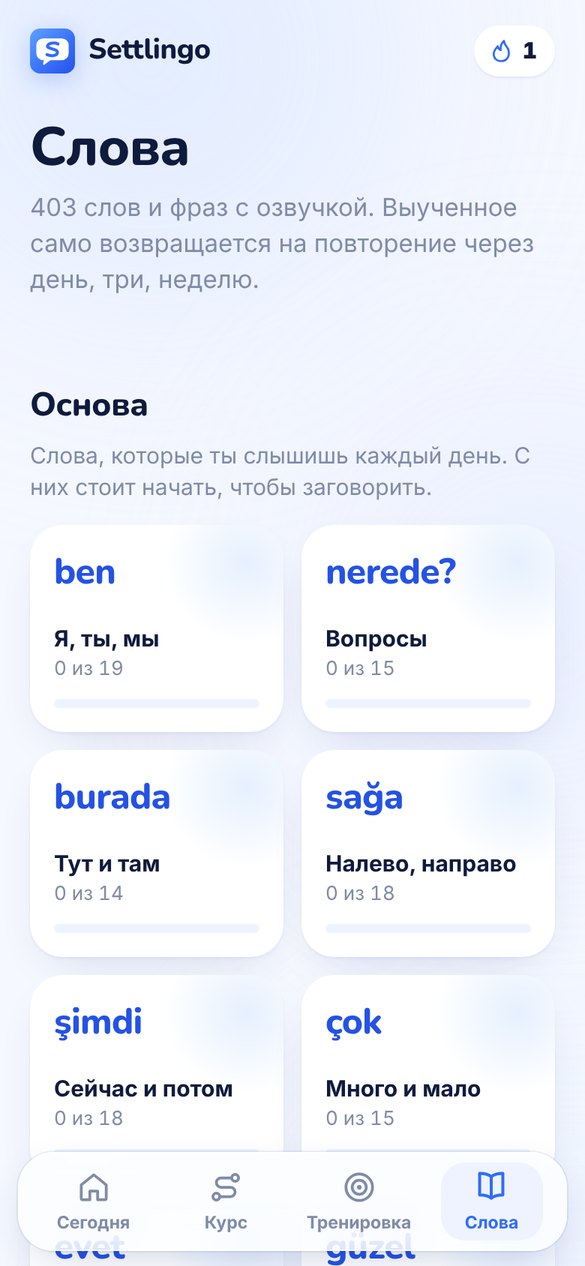 S Settlingo
1
Слова
403 слов и фраз с озвучкой. Выученное
само возвращается на повторение через
день, три, неделю.
Основа
Слова, которые ты слышишь каждый день. С
них стоит начать, чтобы заговорить.
ben
Я, ты, мы
0 из 19
nerede?
Вопросы
0 из 15
burada
Тут и там
0 из 14
sağa
Налево, направо
0 из 18
şimdi
Сейчас и потом
0 из 18
çok
Много и мало
0 из 15
evet
güzel
Сегодня
Курс
Тренировка
Слова